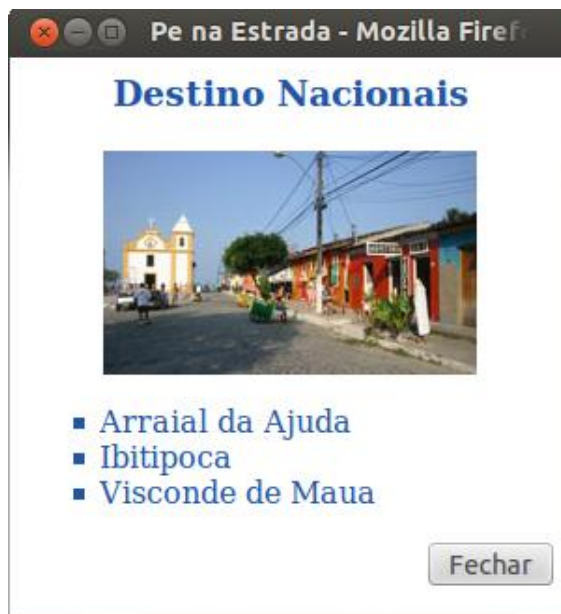 Pe na Estrada - Mozilla Firef
Destino Nacionais
Arraial da Ajuda
Ibitipoca
Visconde de Maua
Fechar